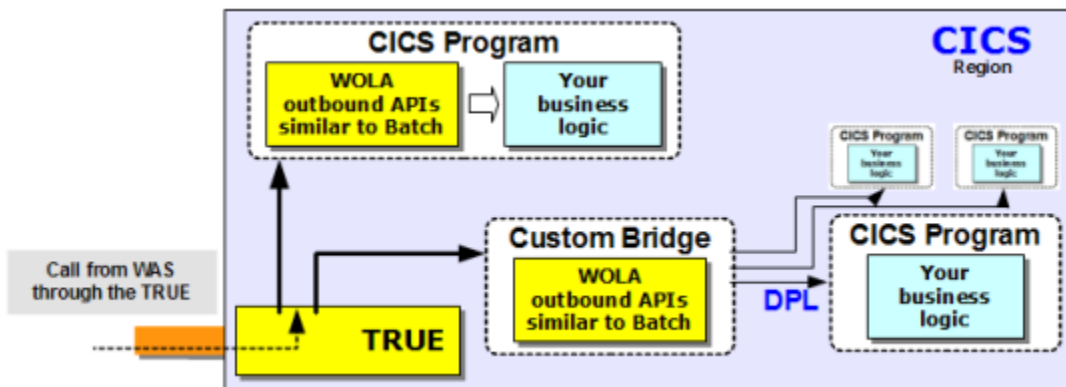 CICS Program
WOLA
outbound APIs
similar to Batch
Your
business
logic
CICS
Region
CICS Program
Your
business
logic
CICS Program
Your
business
logic
Call from WAS
through the TRUE
TRUE
Custom Bridge
WOLA
outbound APIs
similar to Batch
DPL
CICS Program
Your
business
logic